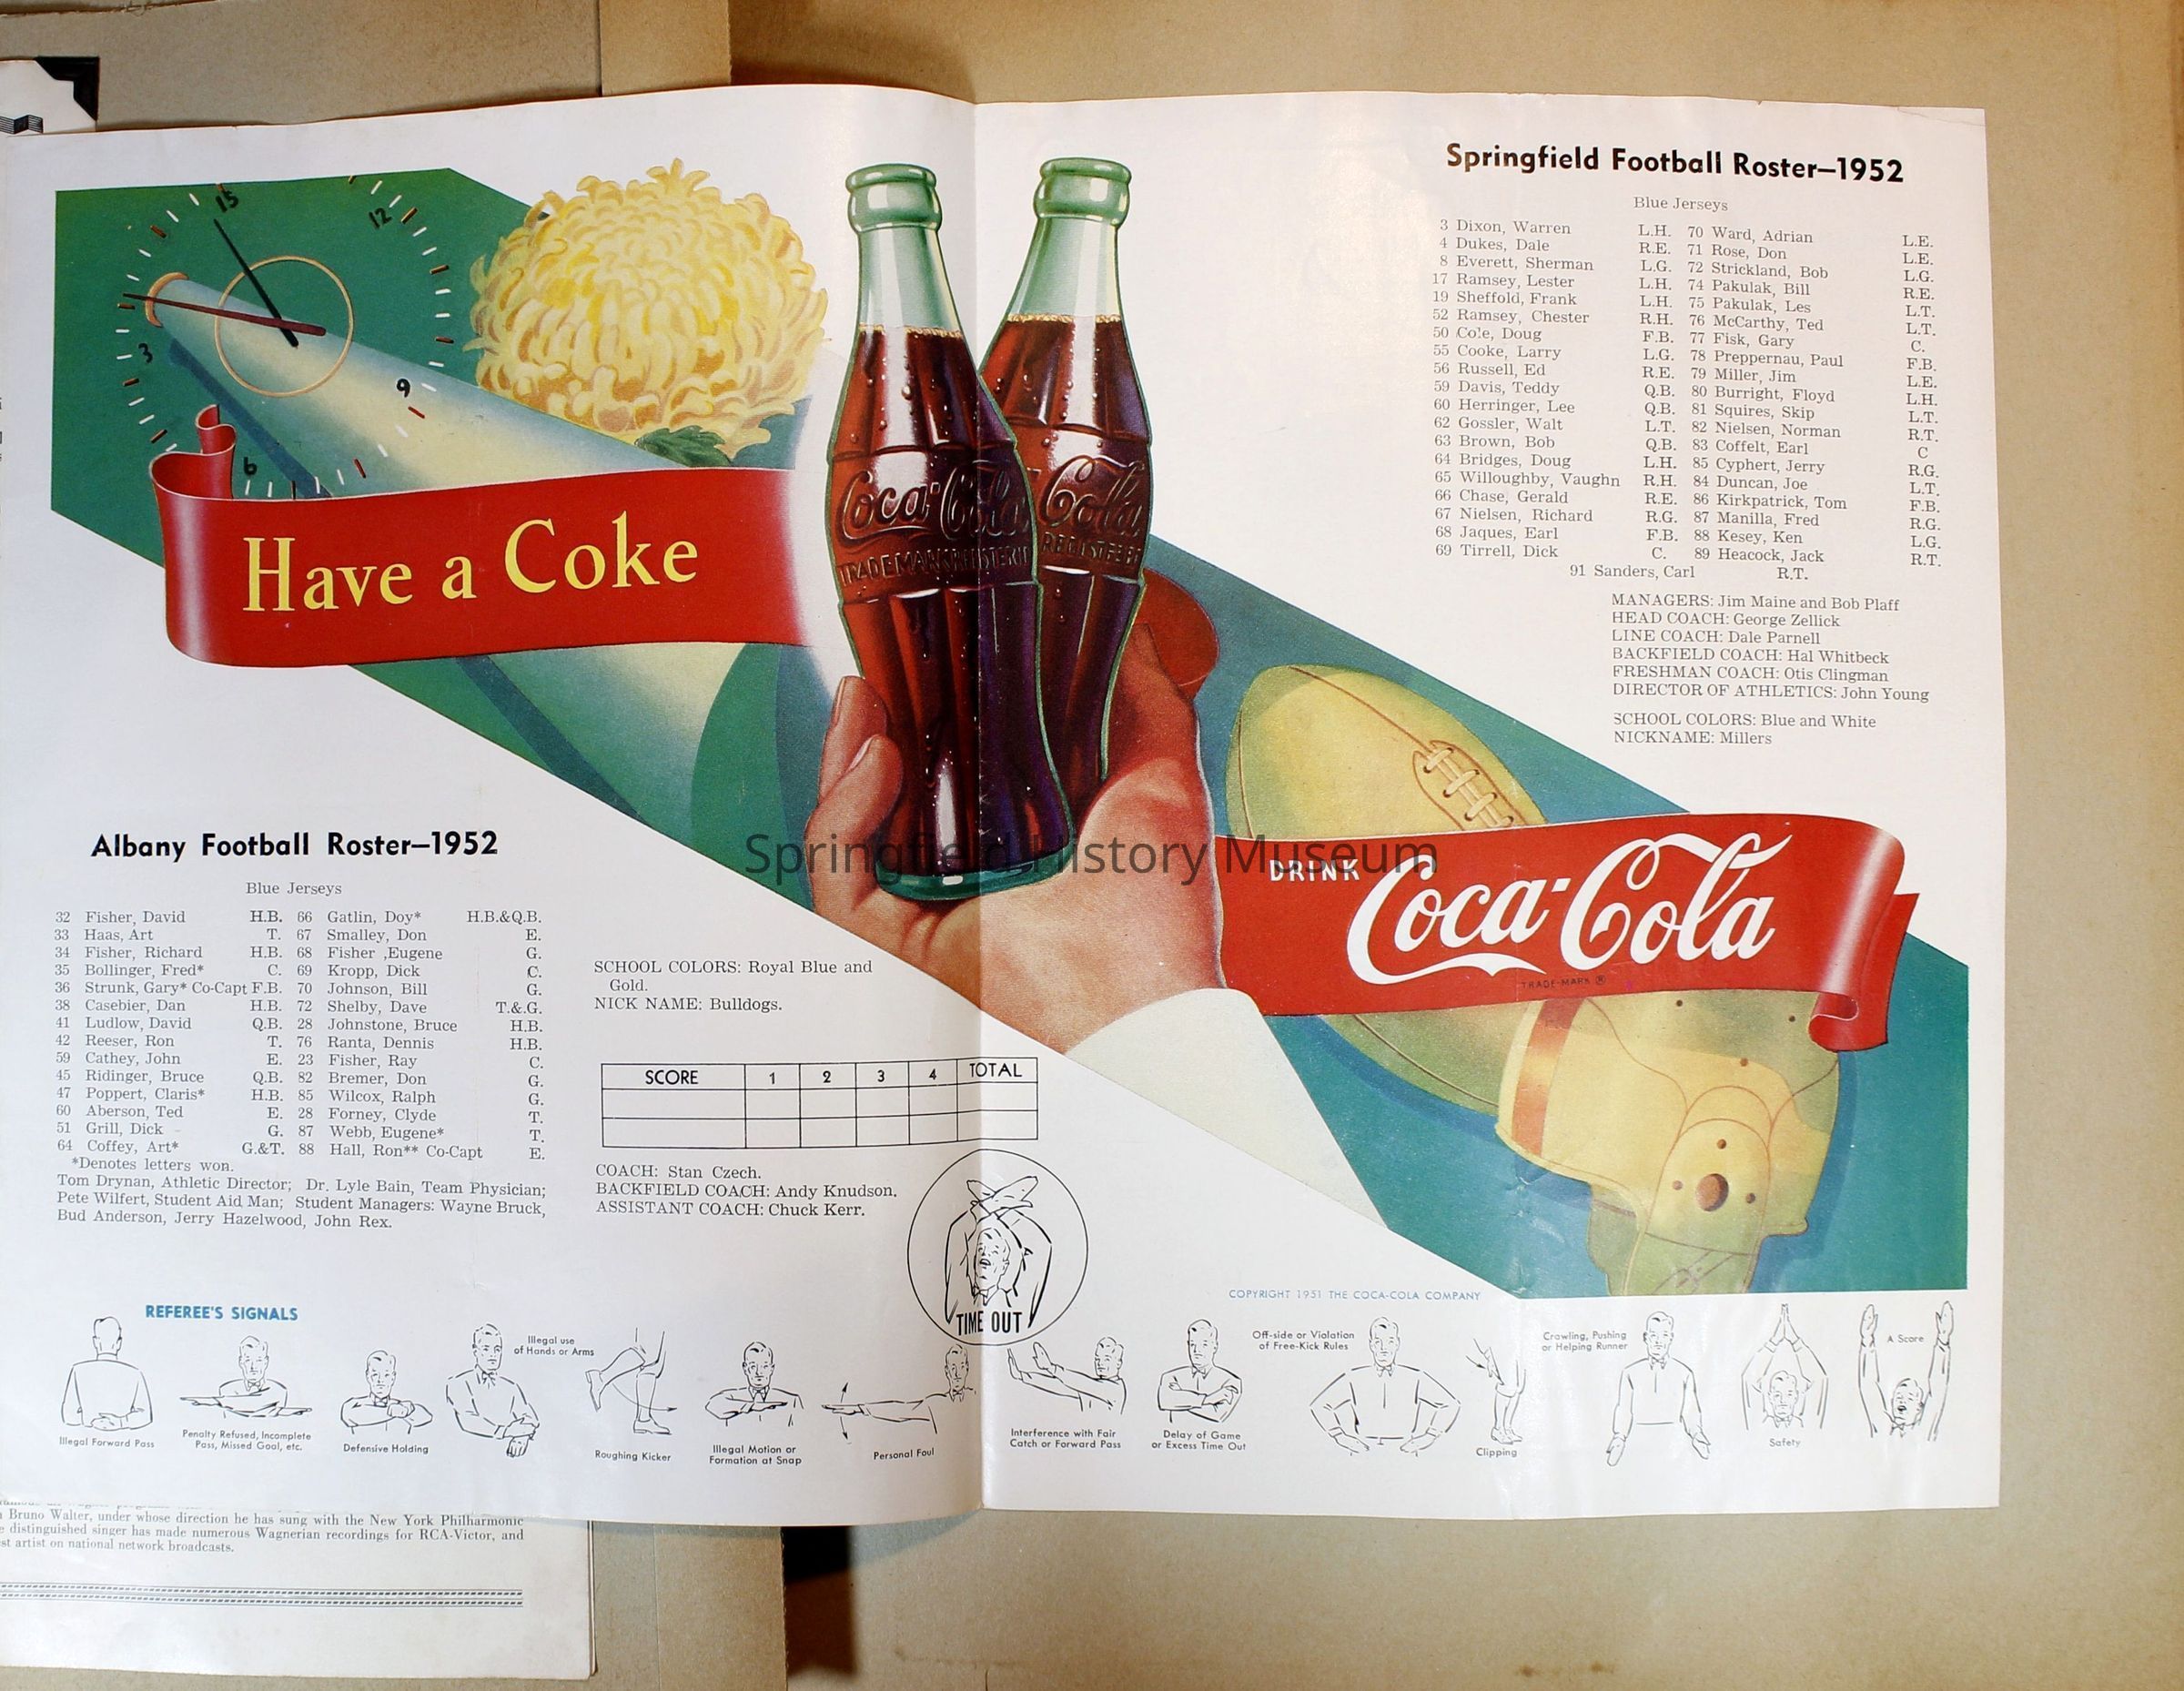 15
12
3
9
6
Have a Coke
Coca-Cola
TRADE MARK REGISTERED
Cola
REGISTERED
Albany Football Roster—1952
Blue Jerseys
32 Fisher, David H.B. 66 Gatlin, Doy* H.B.&Q.B.
33 Haas, Art T. 67 Smalley, Don E.
34 Fisher, Richard H.B. 68 Fisher ,Eugene G.
35 Bollinger, Fred* C. 69 Kropp, Dick C.
36 Strunk, Gary* Co-Capt F.B. 70 Johnson, Bill G.
38 Casebier, Dan H.B. 72 Shelby, Dave T.&G.
41 Ludlow, David Q.B. 28 Johnstone, Bruce H.B.
42 Reeser, Ron T. 76 Ranta, Dennis H.B.
59 Cathey, John E. 23 Fisher, Ray C.
45 Ridinger, Bruce Q.B. 82 Bremer, Don G.
47 Poppert, Claris* H.B. 85 Wilcox, Ralph G.
60 Aberson, Ted E. 28 Forney, Clyde T.
51 Grill, Dick G. 87 Webb, Eugene* T.
64 Coffey, Art* G.&T. 88 Hall, Ron** Co-Capt E.
*Denotes letters won.
Tom Drynan, Athletic Director; Dr. Lyle Bain, Team Physician;
Pete Wilfert, Student Aid Man; Student Managers: Wayne Bruck,
Bud Anderson, Jerry Hazelwood, John Rex.
SCHOOL COLORS: Royal Blue and
Gold.
NICK NAME: Bulldogs.
SCORE 1 2 3 4 TOTAL
COACH: Stan Czech.
BACKFIELD COACH: Andy Knudson.
ASSISTANT COACH: Chuck Kerr.
TIME OUT
Springfield Football Roster—1952
Blue Jerseys
3 Dixon, Warren L.H. 70 Ward, Adrian L.E.
4 Dukes, Dale R.E. 71 Rose, Don L.E.
8 Everett, Sherman L.G. 72 Strickland, Bob L.G.
17 Ramsey, Lester L.H. 74 Pakulak, Bill R.E.
19 Sheffold, Frank L.H. 75 Pakulak, Les L.T.
52 Ramsey, Chester R.H. 76 McCarthy, Ted L.T.
50 Cole, Doug F.B. 77 Fisk, Gary C.
55 Cooke, Larry L.G. 78 Preppernau, Paul F.B.
56 Russell, Ed R.E. 79 Miller, Jim L.E.
59 Davis, Teddy Q.B. 80 Burright, Floyd L.H.
60 Herringer, Lee Q.B. 81 Squires, Skip L.T.
62 Gossler, Walt L.T. 82 Nielsen, Norman R.T.
63 Brown, Bob Q.B. 83 Coffelt, Earl C
64 Bridges, Doug L.H. 85 Cyphert, Jerry R.G.
65 Willoughby, Vaughn R.H. 84 Duncan, Joe L.T.
66 Chase, Gerald R.E. 86 Kirkpatrick, Tom F.B.
67 Nielsen, Richard R.G. 87 Manilla, Fred R.G.
68 Jaques, Earl F.B. 88 Kesey, Ken L.G.
69 Tirrell, Dick C. 89 Heacock, Jack R.T.
91 Sanders, Carl R.T.
MANAGERS: Jim Maine and Bob Plaff
HEAD COACH: George Zellick
LINE COACH: Dale Parnell
BACKFIELD COACH: Hal Whitbeck
FRESHMAN COACH: Otis Clingman
DIRECTOR OF ATHLETICS: John Young
SCHOOL COLORS: Blue and White
NICKNAME: Millers
Springfield History Museum
DRINK Coca-Cola
TRADE-MARK ®
COPYRIGHT 1951 THE COCA-COLA COMPANY
REFEREE'S SIGNALS
Illegal Forward Pass
Penalty Refused, Incomplete
Pass, Missed Goal, etc.
Defensive Holding
Illegal use
of Hands or Arms
Roughing Kicker
Illegal Motion or
Formation at Snap
Personal Foul
Interference with Fair
Catch or Forward Pass
Delay of Game
or Excess Time Out
Off-side or Violation
of Free-Kick Rules
Clipping
Crawling, Pushing
or Helping Runner
Safety
A Score
Bruno Walter, under whose direction he has sung with the New York Philharmonic
distinguished singer has made numerous Wagnerian recordings for RCA-Victor, and
st artist on national network broadcasts.